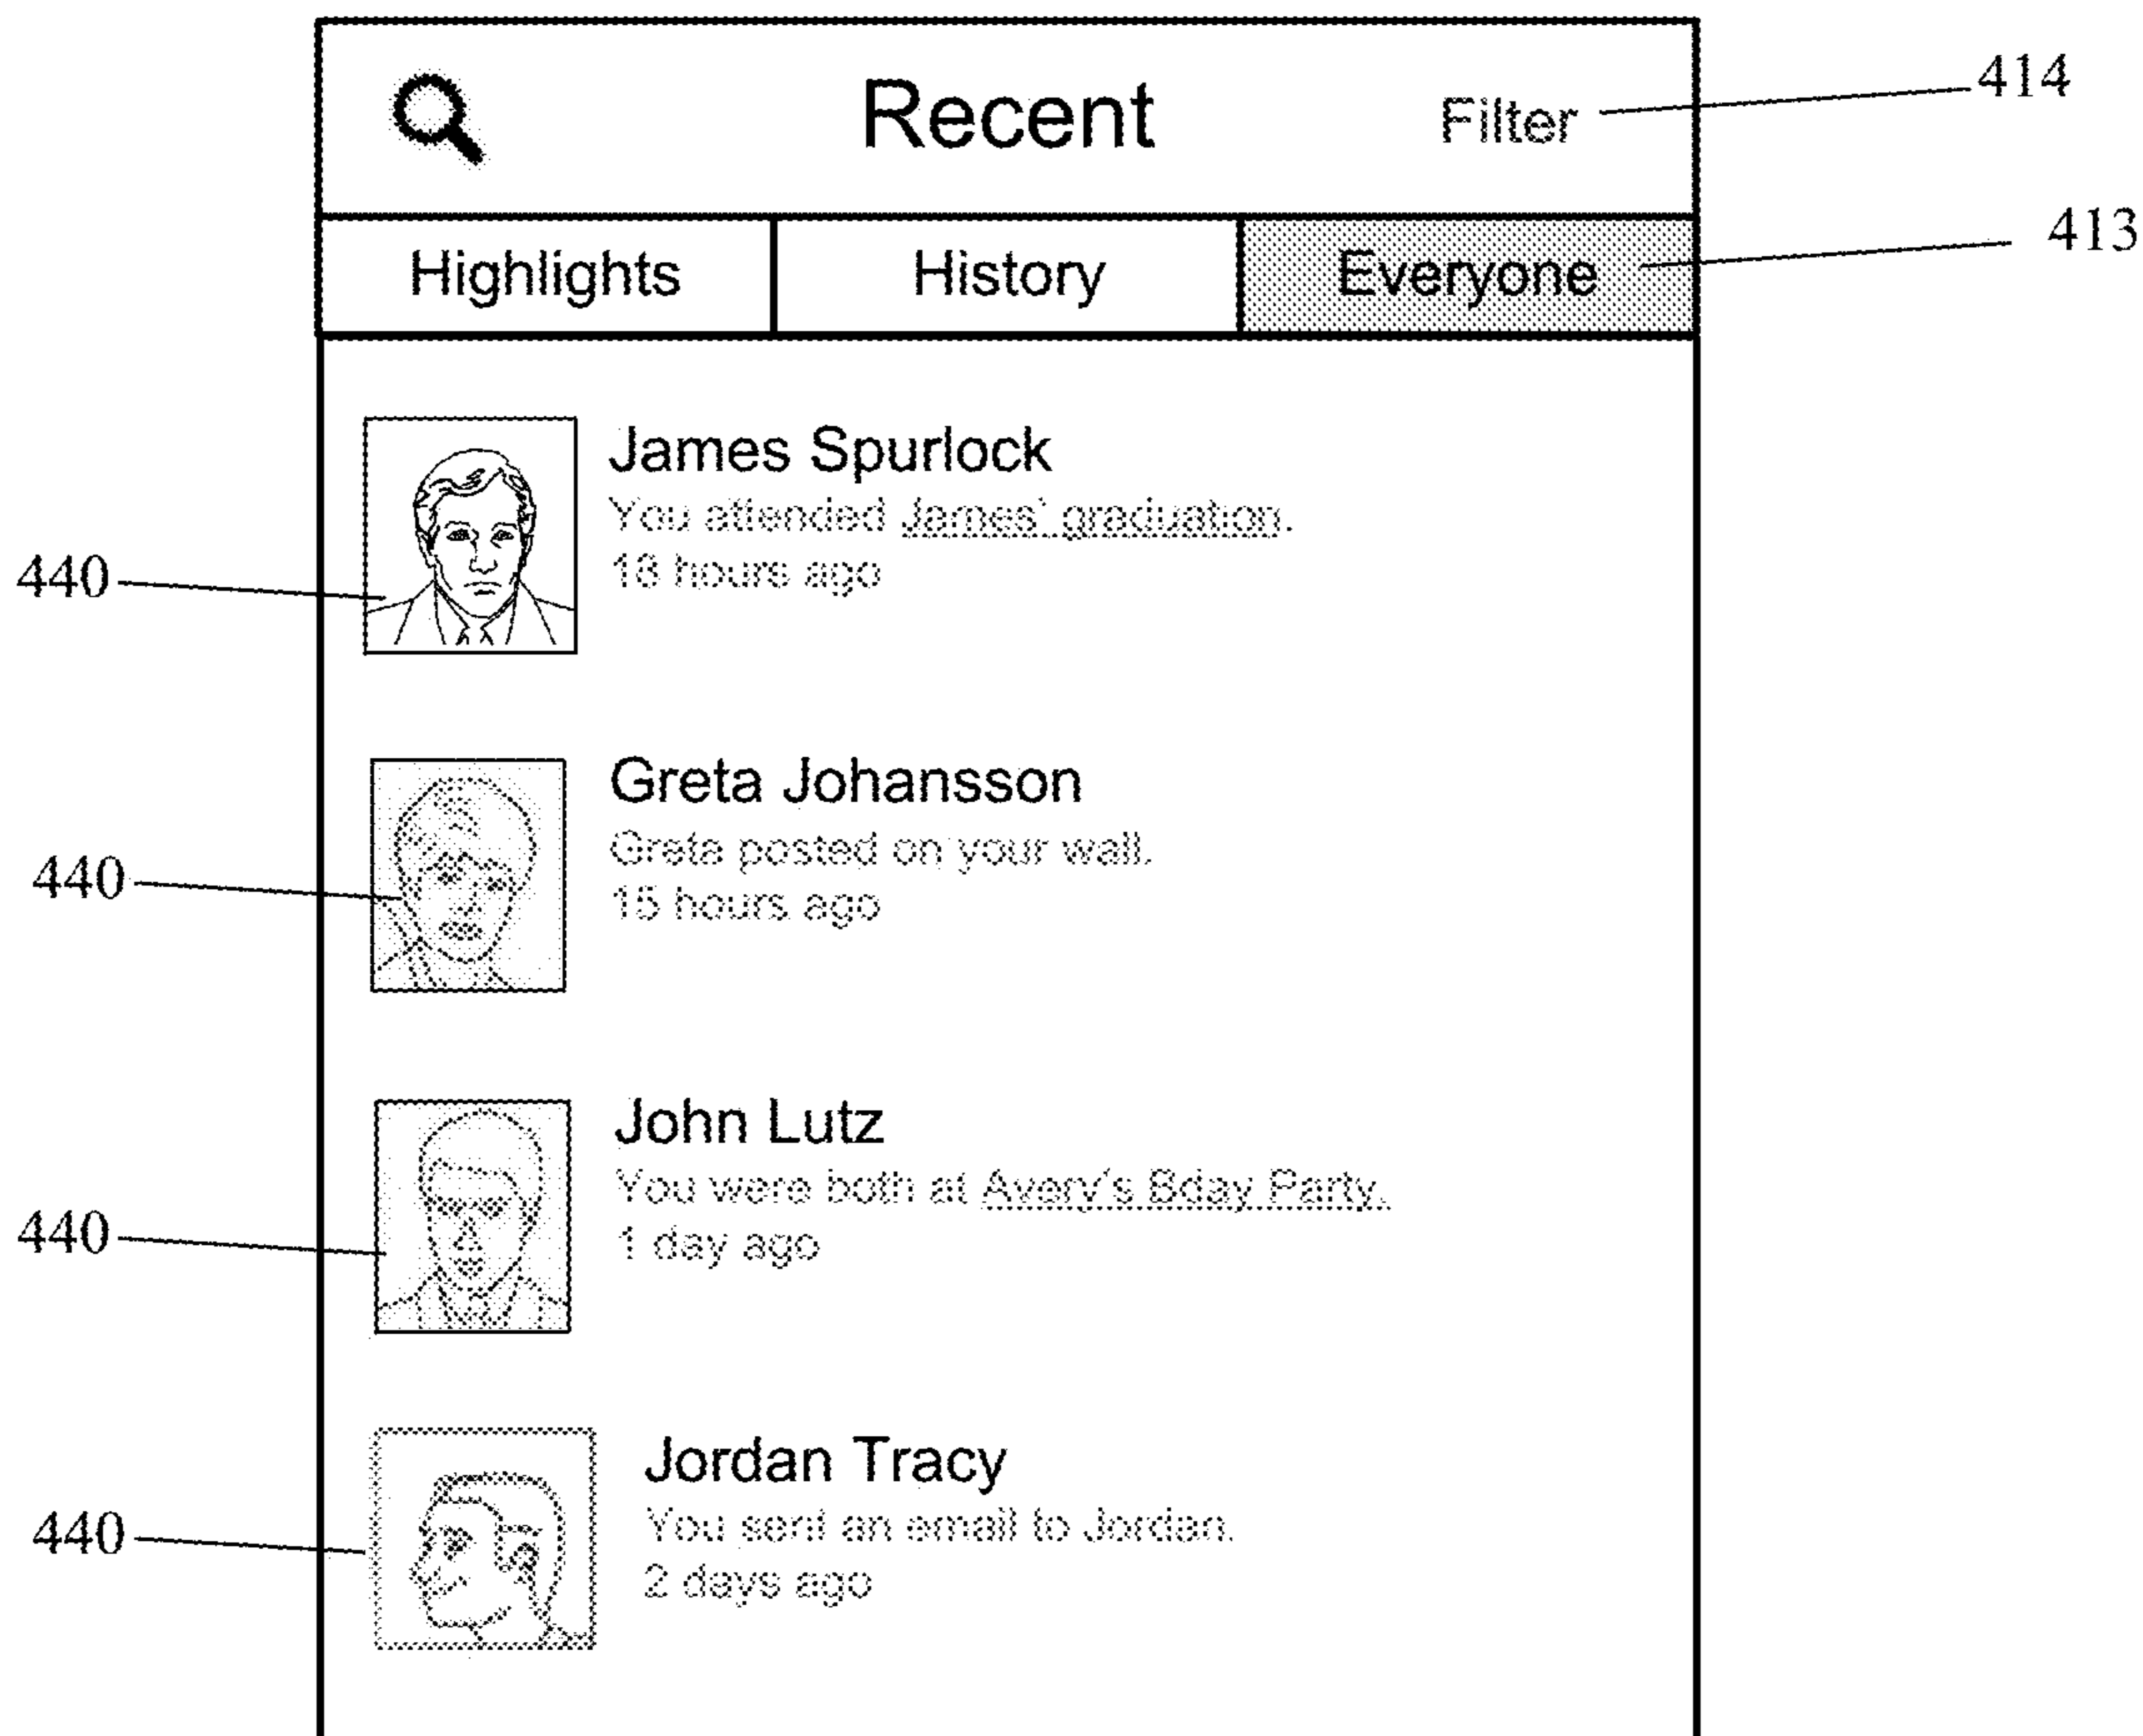 Recent
Filter
414
413
Highlights
History
Everyone
James Spurlock
You attended James' graduation.
18 hours ago
440
Greta Johansson
Greta posted on your wall.
15 hours ago
440
John Lutz
You were both at Avery's Bday Party.
1 day ago
440
Jordan Tracy
You sent an email to Jordan.
2 days ago
440